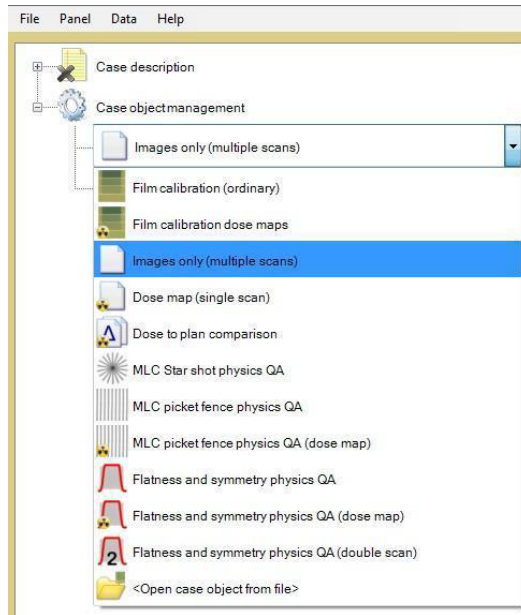 File Panel Data Help
Case description
Case object management
Images only (multiple scans)
Film calibration (ordinary)
Film calibration dose maps
Images only (multiple scans)
Dose map (single scan)
Dose to plan comparison
MLC Star shot physics QA
MLC picket fence physics QA
MLC picket fence physics QA (dose map)
Flatness and symmetry physics QA
Flatness and symmetry physics QA (dose map)
2 Flatness and symmetry physics QA (double scan)
<Open case object from file>